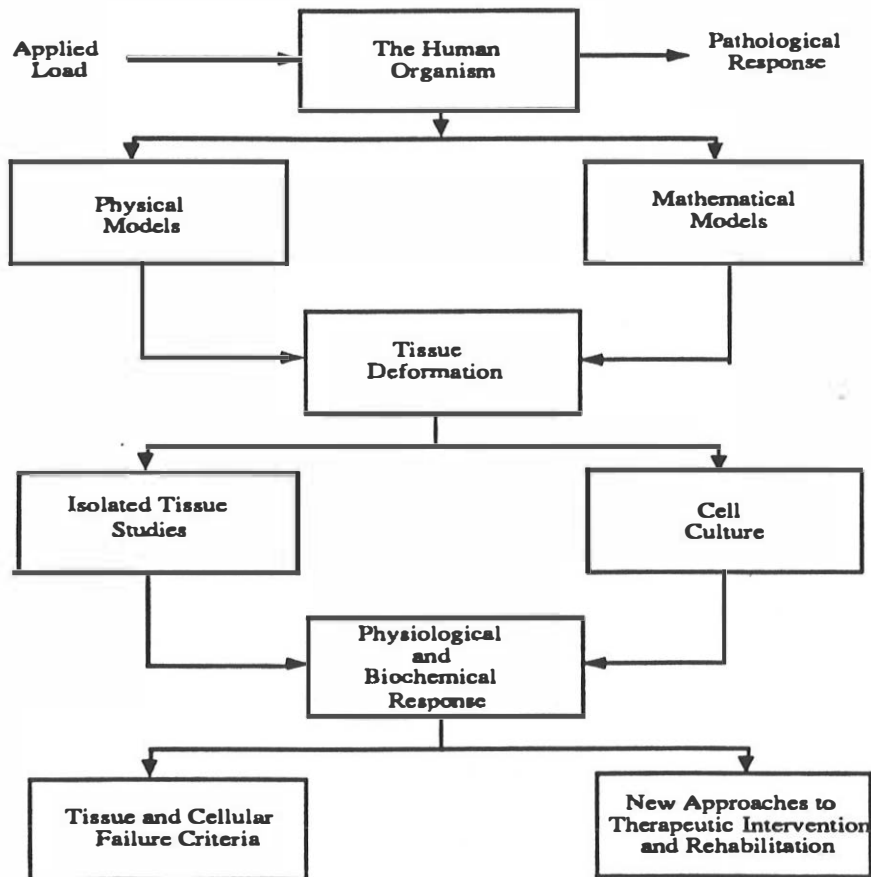 Applied
Load
The Human
Organism
Pathological
Response
Physical
Models
Mathematical
Models
Tissue
Deformation
Isolated Tissue
Studies
Cell
Culture
Physiological
and
Biochemical
Response
Tissue and Cellular
Failure Criteria
New Approaches to
Therapeutic Intervention
and Rehabilitation